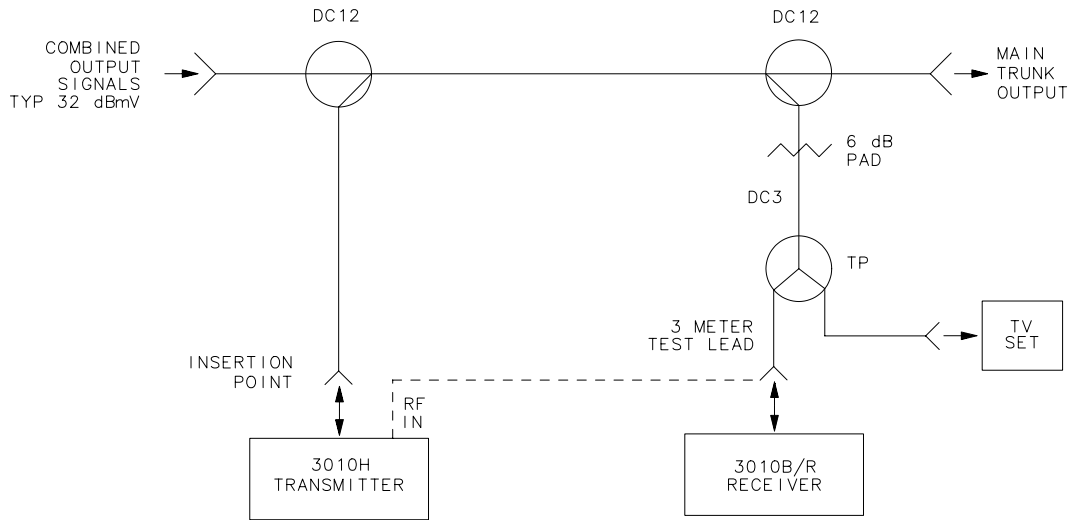 DC12
DC12
COMBINED
OUTPUT
SIGNALS
TYP 32 dBmV
MAIN
TRUNK
OUTPUT
6 dB
PAD
DC3
TP
3 METER
TEST LEAD
TV
SET
INSERTION
POINT
RF
IN
3010H
TRANSMITTER
3010B/R
RECEIVER